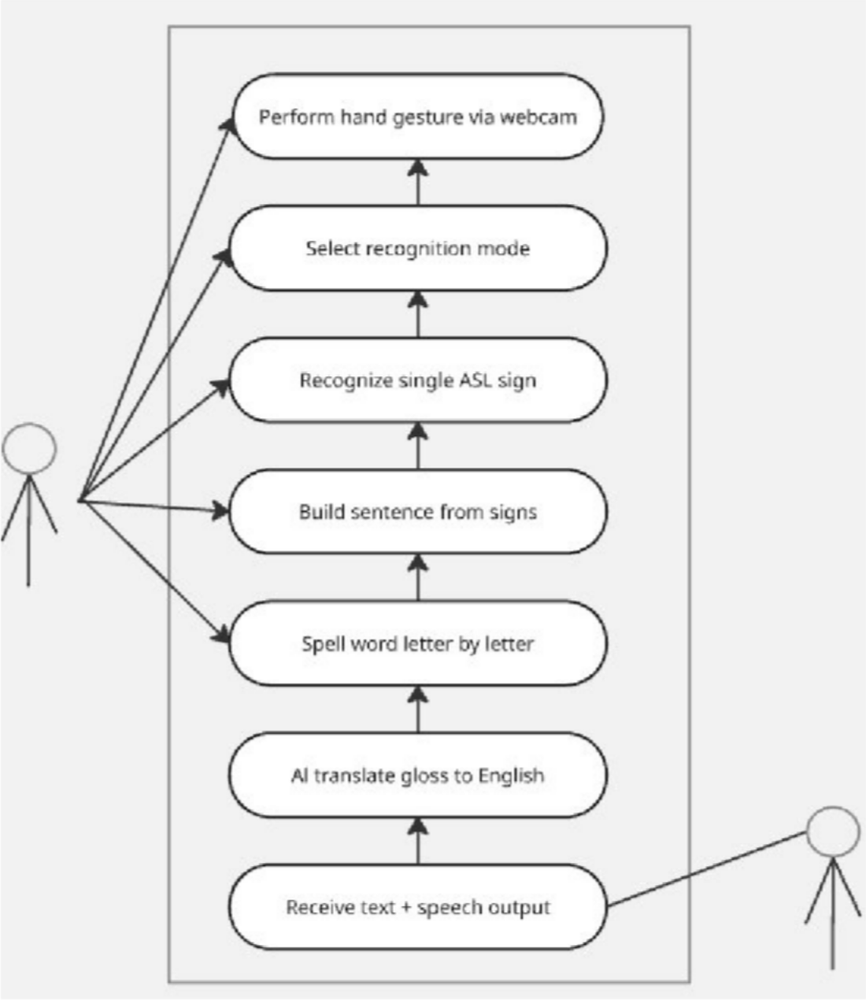 Perform hand gesture via webcam
Select recognition mode
Recognize single ASL sign
Build sentence from signs
Spell word letter by letter
AI translate gloss to English
Receive text + speech output